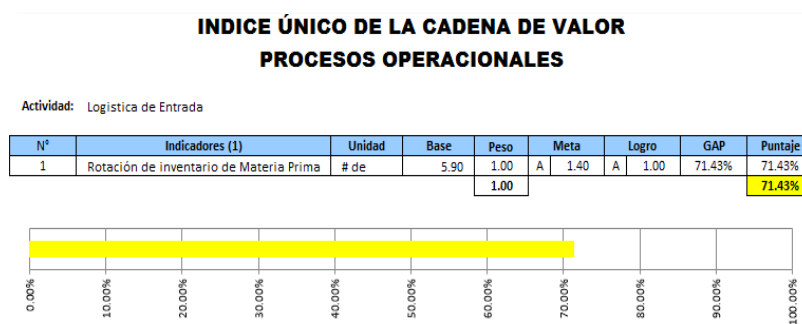 INDICE ÚNICO DE LA CADENA DE VALOR
PROCESOS OPERACIONALES
Actividad: Logistica de Entrada
N° Indicadores (1) Unidad Base Peso Meta Logro GAP Puntaje
1 Rotación de inventario de Materia Prima # de 5.90 1.00 A 1.40 A 1.00 71.43% 71.43%
1.00 71.43%
0.00% 10.00% 20.00% 30.00% 40.00% 50.00% 60.00% 70.00% 80.00% 90.00% 100.00%